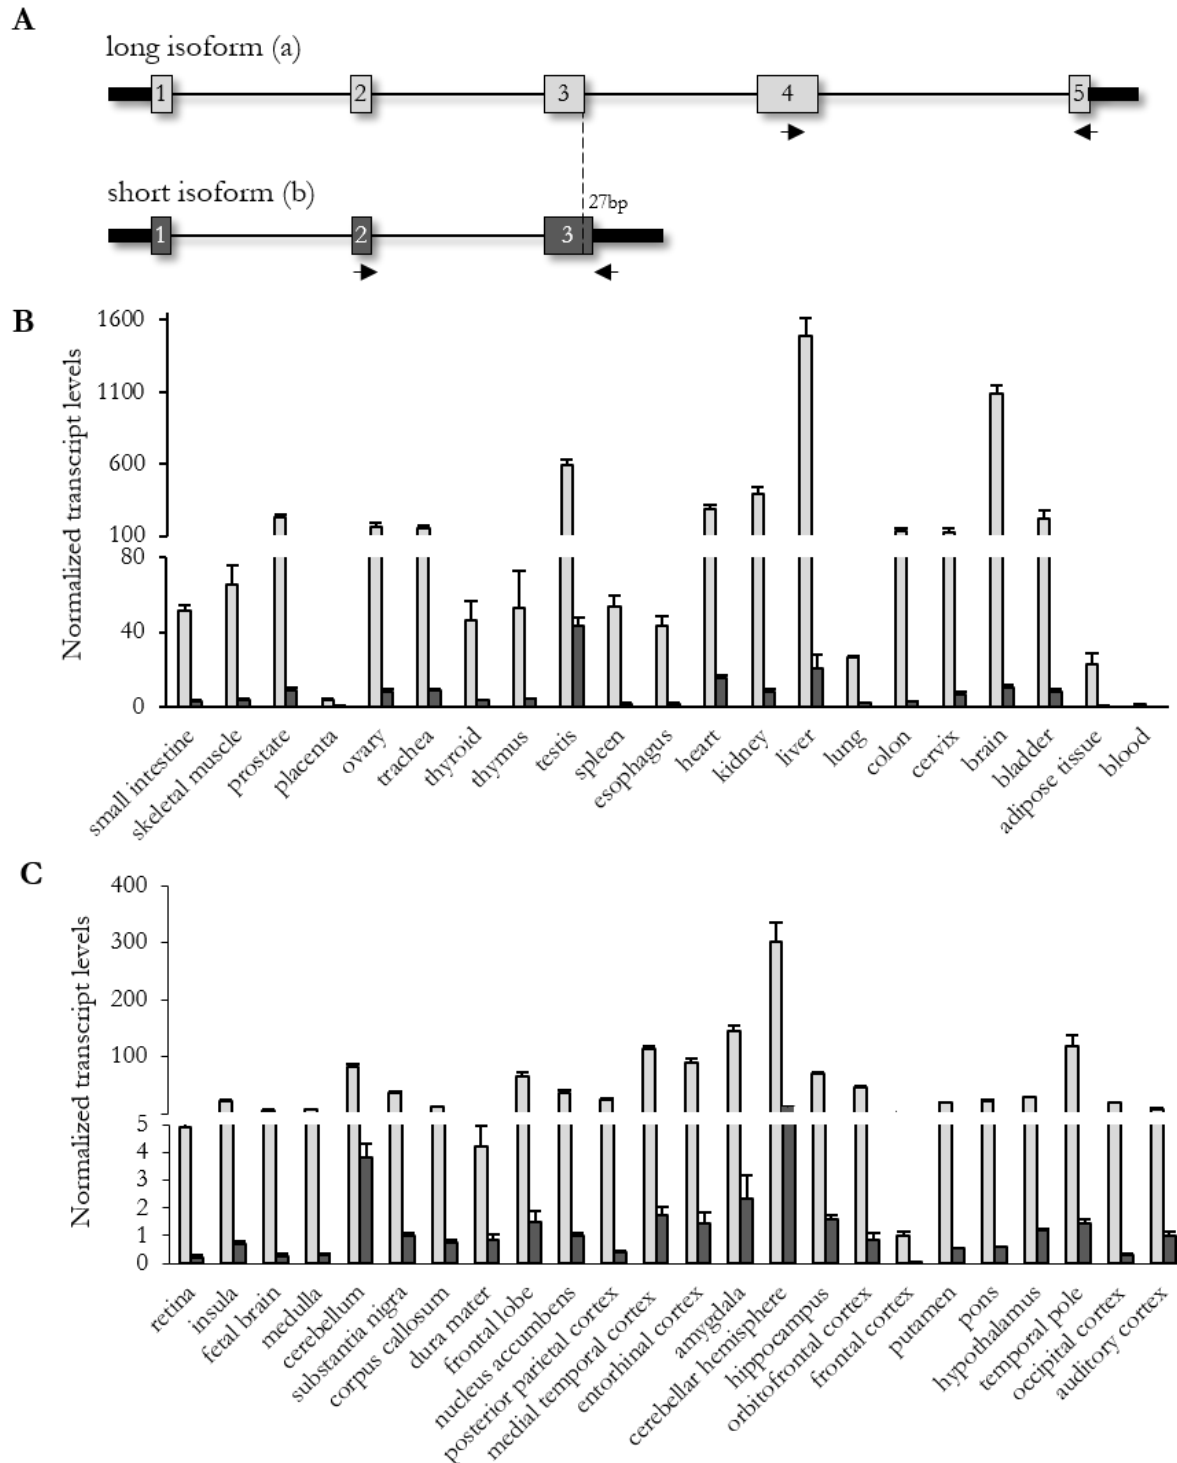 A
long isoform (a)
1 2 3 4 5
short isoform (b)
27bp
1 2 3
B
Normalized transcript levels
1600
1100
600
100
80
40
0
small intestine
skeletal muscle
prostate
placenta
ovary
trachea
thyroid
thymus
testis
spleen
esophagus
heart
kidney
liver
lung
colon
cervix
brain
bladder
adipose tissue
blood
C
Normalized transcript levels
400
300
200
100
5
4
3
2
1
0
retina
insula
fetal brain
medulla
cerebellum
substantia nigra
corpus callosum
dura mater
frontal lobe
nucleus accumbens
posterior parietal cortex
medial temporal cortex
entorhinal cortex
amygdala
cerebellar hemisphere
hippocampus
orbitofrontal cortex
frontal cortex
putamen
pons
hypothalamus
temporal pole
occipital cortex
auditory cortex